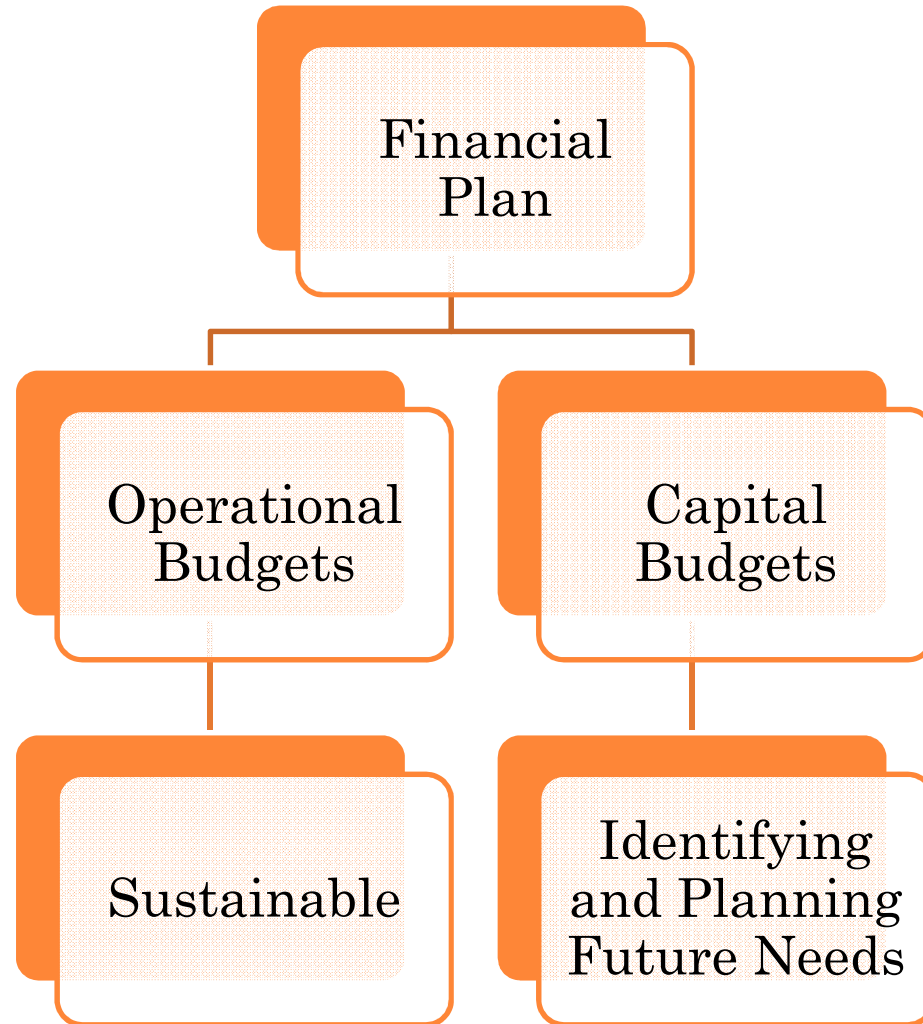 Financial
Plan
Operational
Budgets
Capital
Budgets
Sustainable
Identifying
and Planning
Future Needs